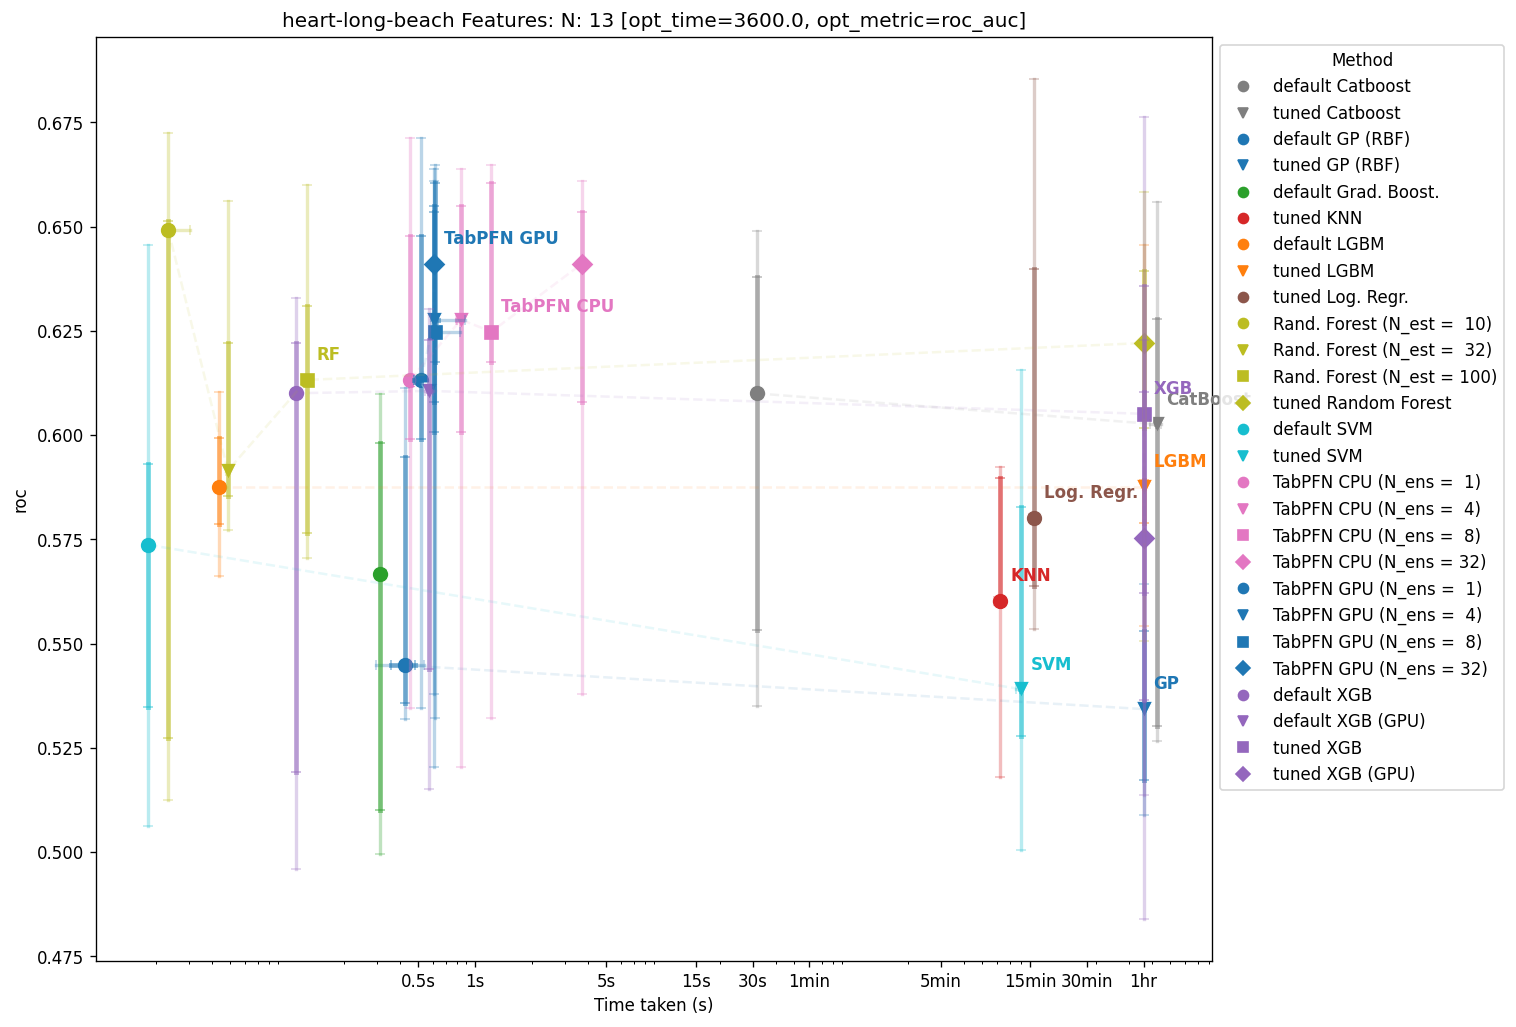 heart-long-beach Features: N: 13 [opt_time=3600.0, opt_metric=roc_auc]
0.675
0.650
0.625
0.600
0.575
0.550
0.525
0.500
0.475
roc
TabPFN GPU
TabPFN CPU
RF
XGB
CatBoost
LGBM
Log. Regr.
KNN
SVM
GP
0.5s 1s 5s 15s 30s 1min 5min 15min 30min 1hr
Time taken (s)
Method
default Catboost
tuned Catboost
default GP (RBF)
tuned GP (RBF)
default Grad. Boost.
tuned KNN
default LGBM
tuned LGBM
tuned Log. Regr.
Rand. Forest (N_est =  10)
Rand. Forest (N_est =  32)
Rand. Forest (N_est = 100)
tuned Random Forest
default SVM
tuned SVM
TabPFN CPU (N_ens =  1)
TabPFN CPU (N_ens =  4)
TabPFN CPU (N_ens =  8)
TabPFN CPU (N_ens = 32)
TabPFN GPU (N_ens =  1)
TabPFN GPU (N_ens =  4)
TabPFN GPU (N_ens =  8)
TabPFN GPU (N_ens = 32)
default XGB
default XGB (GPU)
tuned XGB
tuned XGB (GPU)